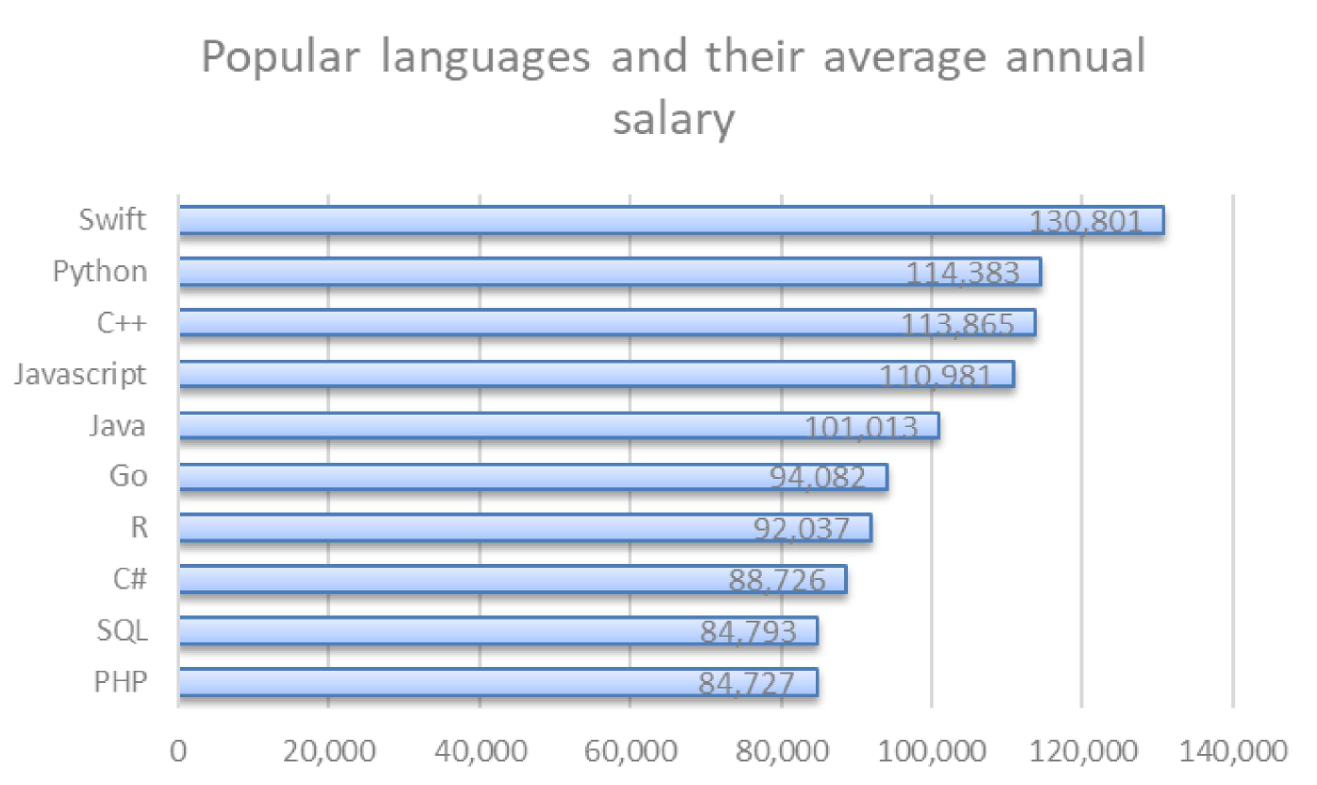 Popular languages and their average annual
salary
Swift 130,801
Python 114,383
C++ 113,865
Javascript 110,981
Java 101,013
Go 94,082
R 92,037
C# 88,726
SQL 84,793
PHP 84,727
0 20,000 40,000 60,000 80,000 100,000 120,000 140,000